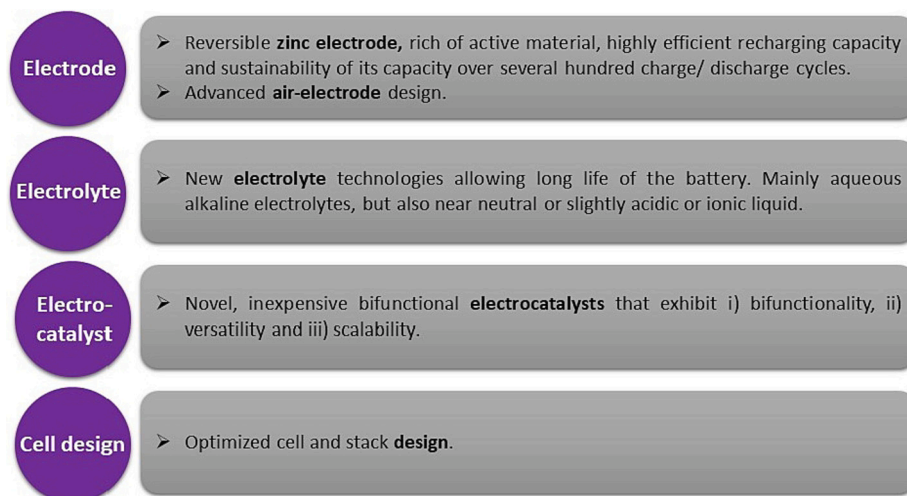 Electrode
➤ Reversible zinc electrode, rich of active material, highly efficient recharging capacity
and sustainability of its capacity over several hundred charge/ discharge cycles.
➤ Advanced air-electrode design.
Electrolyte
➤ New electrolyte technologies allowing long life of the battery. Mainly aqueous
alkaline electrolytes, but also near neutral or slightly acidic or ionic liquid.
Electro-
catalyst
➤ Novel, inexpensive bifunctional electrocatalysts that exhibit i) bifunctionality, ii)
versatility and iii) scalability.
Cell design
➤ Optimized cell and stack design.